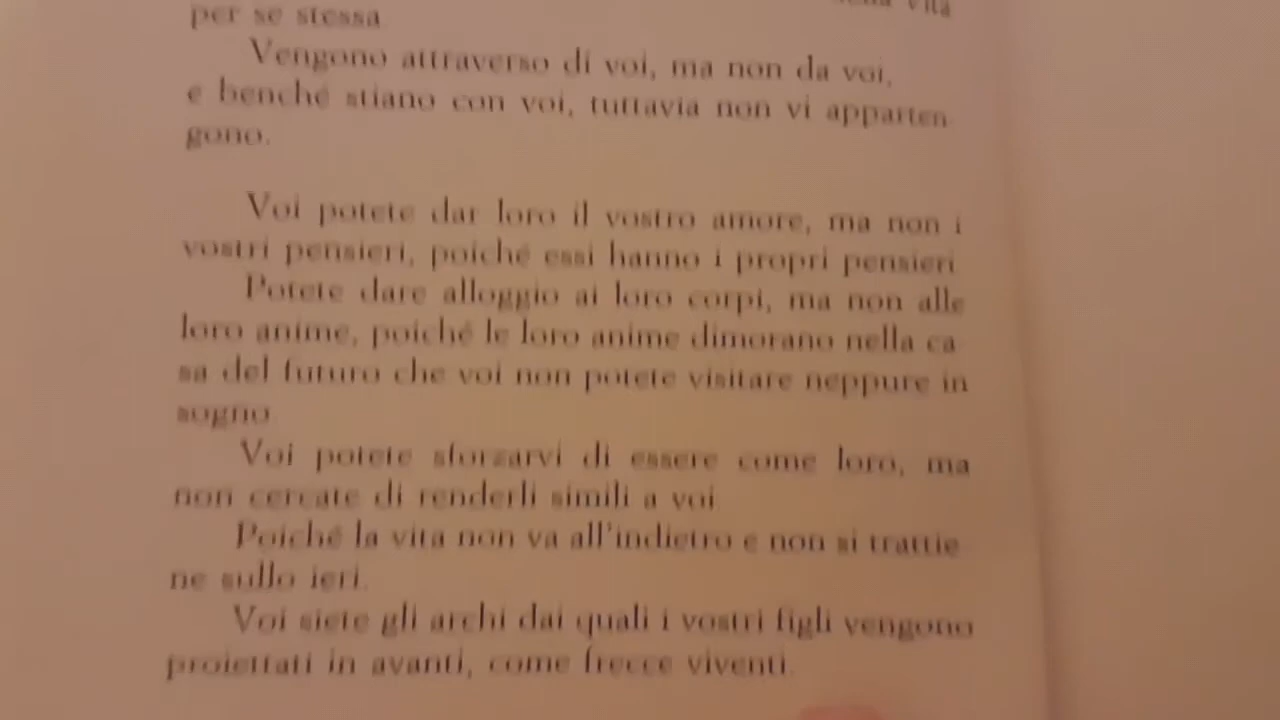 della vita
per se stessa
Vengono attraverso di voi, ma non da voi,
e benché stiano con voi, tuttavia non vi apparten-
gono.
Voi potete dar loro il vostro amore, ma non i
vostri pensieri, poiché essi hanno i propri pensieri
Potete dare alloggio ai loro corpi, ma non alle
loro anime, poiché le loro anime dimorano nella ca-
sa del futuro che voi non potete visitare neppure in
sogno
Voi potete sforzarvi di essere come loro, ma
non cercate di renderli simili a voi
Poiché la vita non va all'indietro e non si trattie-
ne sullo ieri.
Voi siete gli archi dai quali i vostri figli vengono
proiettati in avanti, come frecce viventi.